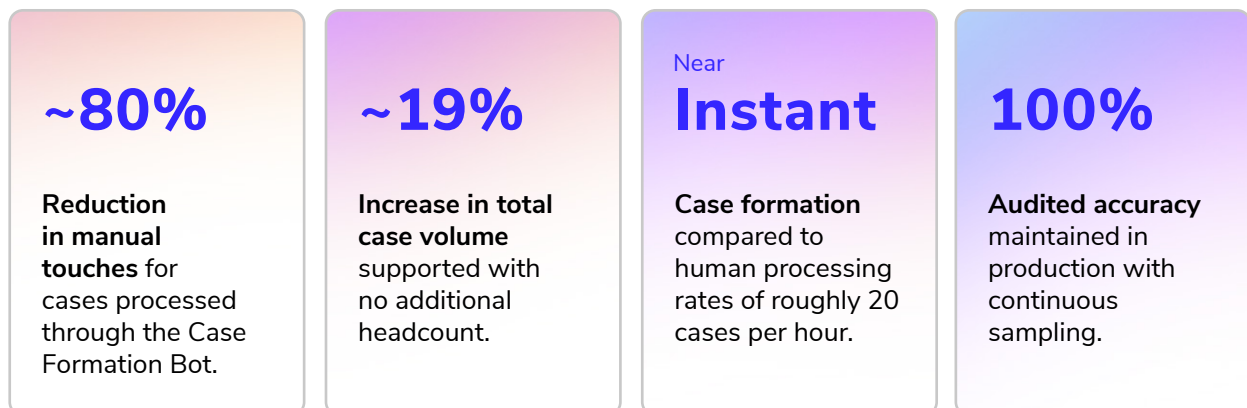 ~80%
Reduction
in manual
touches for
cases processed
through the Case
Formation Bot.
~19%
Increase in total
case volume
supported with
no additional
headcount.
Near
Instant
Case formation
compared to
human processing
rates of roughly 20
cases per hour.
100%
Audited accuracy
maintained in
production with
continuous
sampling.